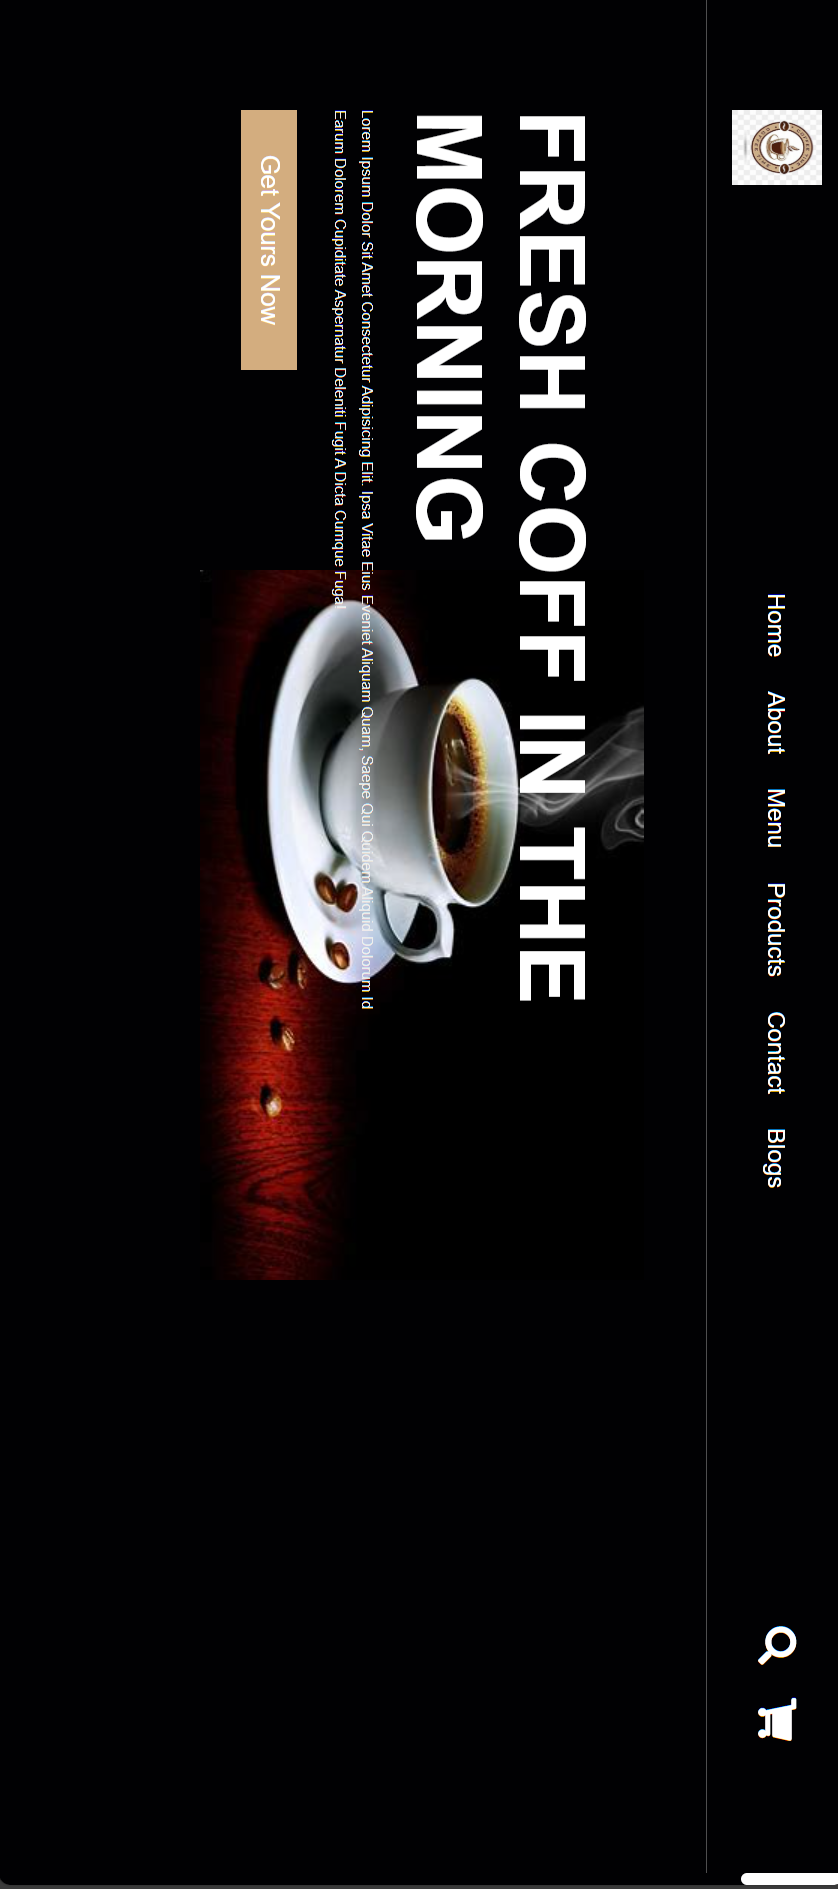 Home About Menu Products Contact Blogs
FRESH COFF IN THE
MORNING
Lorem Ipsum Dolor Sit Amet Consectetur Adipisicing Elit. Ipsa Vitae Eius Eveniet Aliquam Quam, Saepe Qui Quidem Aliquid Dolorum Id
Earum Dolorem Cupiditate Aspernatur Deleniti Fugit A Dicta Cumque Fuga!
Get Yours Now